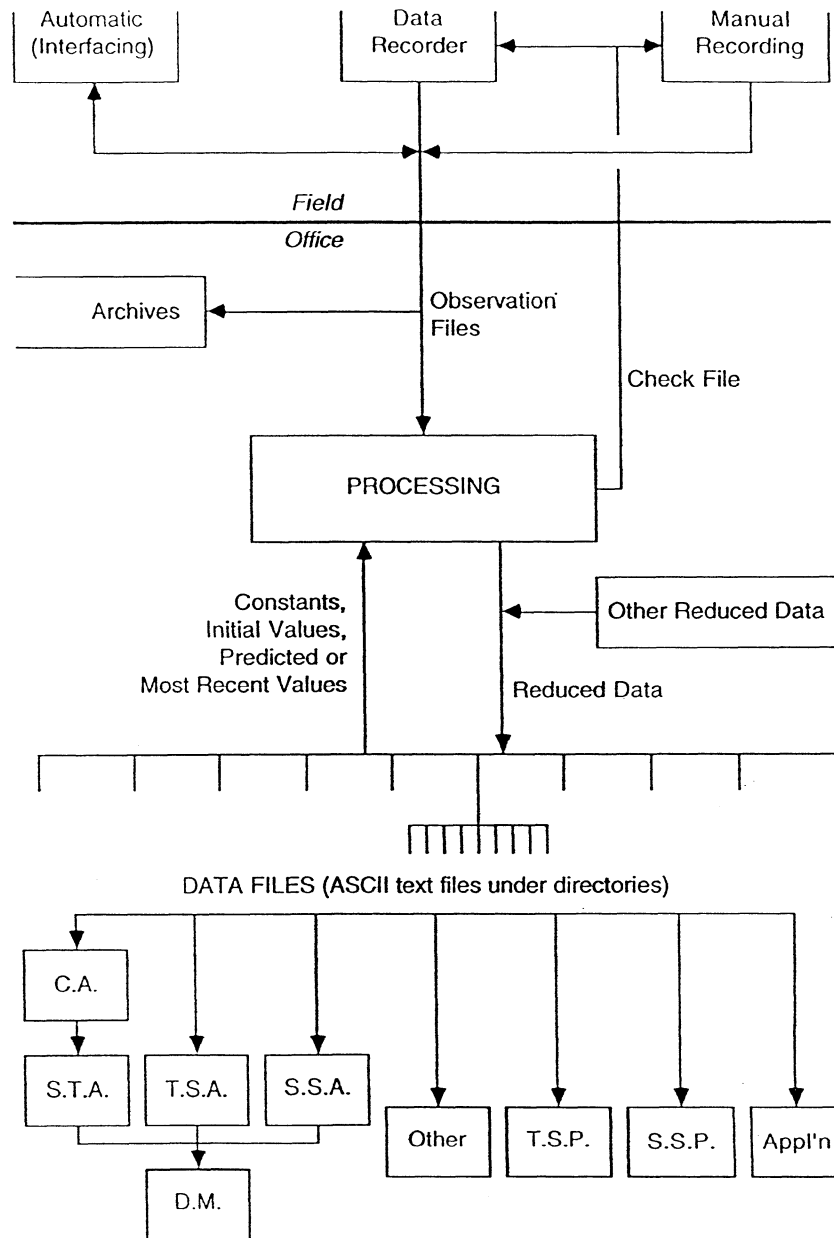 Automatic
(Interfacing)
Data
Recorder
Manual
Recording
Field
Office
Archives
Observation
Files
Check File
PROCESSING
Constants,
Initial Values,
Predicted or
Most Recent Values
Other Reduced Data
Reduced Data
DATA FILES (ASCII text files under directories)
C.A.
S.T.A.
T.S.A.
S.S.A.
Other
T.S.P.
S.S.P.
Appl'n
D.M.